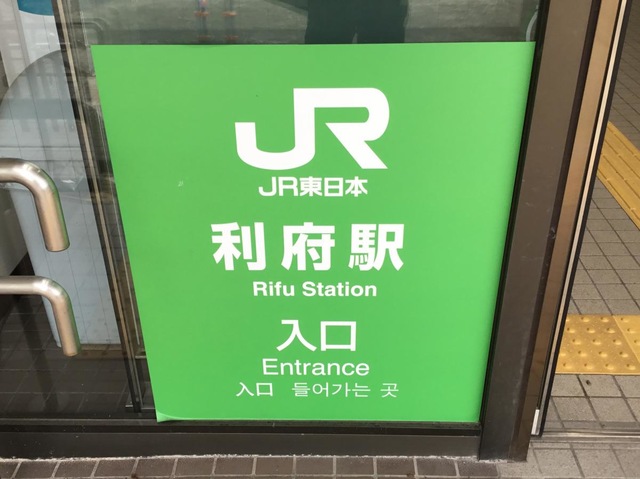 JR
JR東日本
利府駅
Rifu Station
入口
Entrance
入口 들어가는 곳